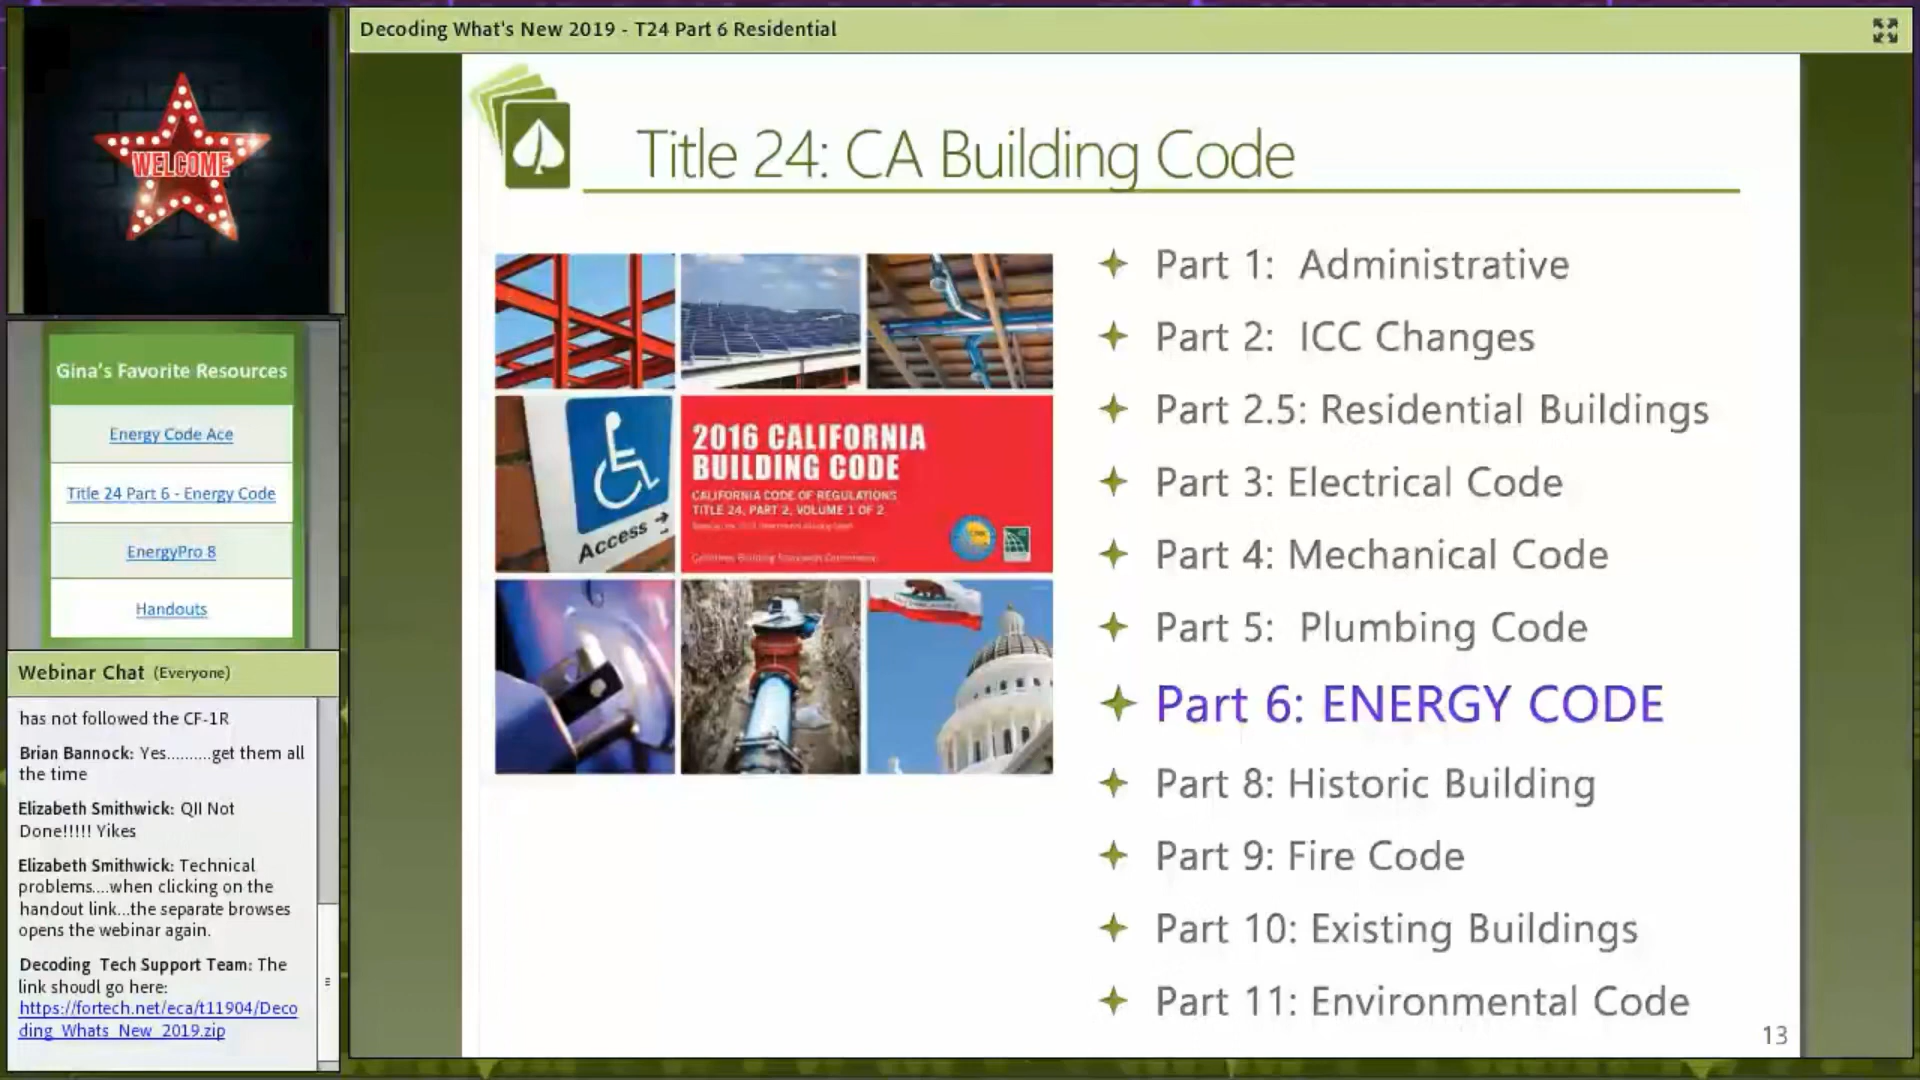 Decoding What's New 2019 - T24 Part 6 Residential
WELCOME
Gina's Favorite Resources
Energy Code Ace
Title 24 Part 6 - Energy Code
EnergyPro 8
Handouts
Webinar Chat (Everyone)
has not followed the CF-1R
Brian Bannock: Yes..........get them all
the time
Elizabeth Smithwick: QII Not
Done!!!!! Yikes
Elizabeth Smithwick: Technical
problems....when clicking on the
handout link...the separate browses
opens the webinar again.
Decoding Tech Support Team: The
link shoudl go here:
https://fortech.net/eca/t11904/Deco
ding_Whats_New_2019.zip
Title 24: CA Building Code
Access
2016 CALIFORNIA
BUILDING CODE
CALIFORNIA CODE OF REGULATIONS
TITLE 24, PART 2, VOLUME 1 OF 2
California Building Standards Commission
Part 1: Administrative
Part 2: ICC Changes
Part 2.5: Residential Buildings
Part 3: Electrical Code
Part 4: Mechanical Code
Part 5: Plumbing Code
Part 6: ENERGY CODE
Part 8: Historic Building
Part 9: Fire Code
Part 10: Existing Buildings
Part 11: Environmental Code
13